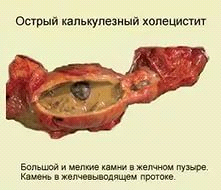 Острый калькулезный холецистит
Большой и мелкие камни в желчном пузыре.
Камень в желчевыводящем протоке.